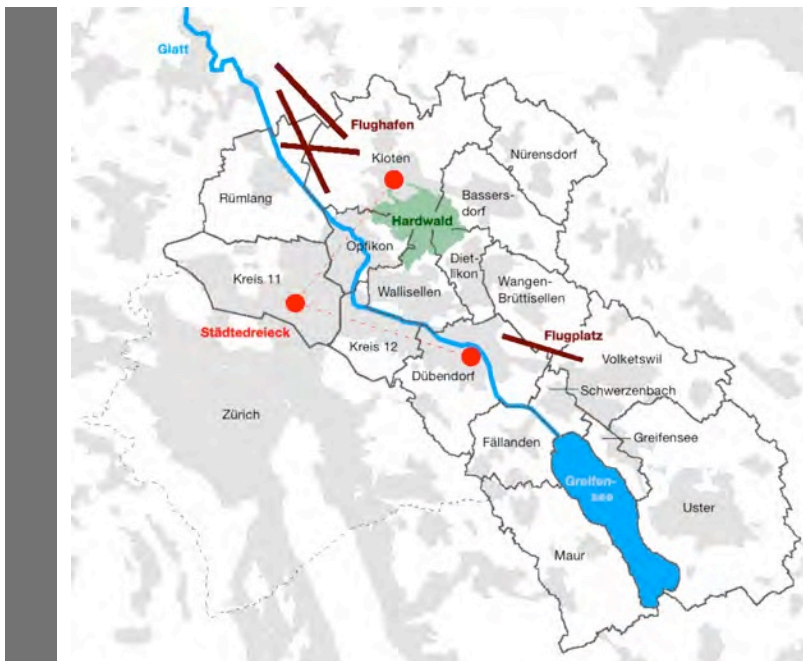 Glatt
Flughafen
Kloten
Nürensdorf
Rümlang
Bassers-
dorf
Hardwald
Opfikon
Diet-
likon
Kreis 11
Wangen-
Brüttisellen
Wallisellen
Städtedreieck
Flugplatz
Kreis 12
Volketswil
Dübendorf
Schwerzenbach
Zürich
Fällanden
Greifensee
Greifen-
see
Uster
Maur